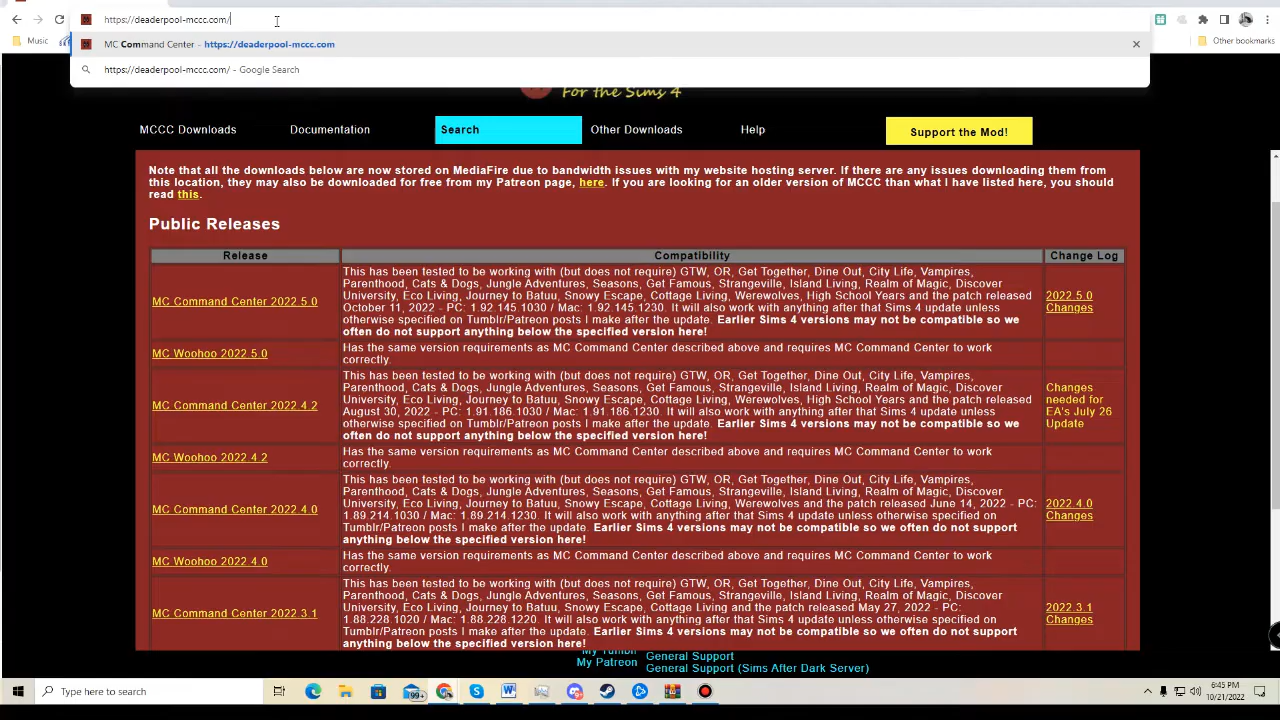 https://deaderpool-mccc.com/
MC Command Center - https://deaderpool-mccc.com
https://deaderpool-mccc.com/ - Google Search
Music
Other bookmarks
For the Sims 4
MCCC Downloads
Documentation
Search
Other Downloads
Help
Support the Mod!
Note that all the downloads below are now stored on MediaFire due to bandwidth issues with my website hosting server. If there are any issues downloading them from
this location, they may also be downloaded for free from my Patreon page, here. If you are looking for an older version of MCCC than what I have listed here, you should
read this.
Public Releases
Release
Compatibility
Change Log
MC Command Center 2022.5.0
This has been tested to be working with (but does not require) GTW, OR, Get Together, Dine Out, City Life, Vampires,
Parenthood, Cats & Dogs, Jungle Adventures, Seasons, Get Famous, Strangeville, Island Living, Realm of Magic, Discover
University, Eco Living, Journey to Batuu, Snowy Escape, Cottage Living, Werewolves, High School Years and the patch released
October 11, 2022 - PC: 1.92.145.1030 / Mac: 1.92.145.1230. It will also work with anything after that Sims 4 update unless
otherwise specified on Tumblr/Patreon posts I make after the update. Earlier Sims 4 versions may not be compatible so we
often do not support anything below the specified version here!
2022.5.0
Changes
MC Woohoo 2022.5.0
Has the same version requirements as MC Command Center described above and requires MC Command Center to work
correctly.
MC Command Center 2022.4.2
This has been tested to be working with (but does not require) GTW, OR, Get Together, Dine Out, City Life, Vampires,
Parenthood, Cats & Dogs, Jungle Adventures, Seasons, Get Famous, Strangeville, Island Living, Realm of Magic, Discover
University, Eco Living, Journey to Batuu, Snowy Escape, Cottage Living, Werewolves, High School Years and the patch released
August 30, 2022 - PC: 1.91.186.1030 / Mac: 1.91.186.1230. It will also work with anything after that Sims 4 update unless
otherwise specified on Tumblr/Patreon posts I make after the update. Earlier Sims 4 versions may not be compatible so we
often do not support anything below the specified version here!
Changes
needed for
EA's July 26
Update
MC Woohoo 2022.4.2
Has the same version requirements as MC Command Center described above and requires MC Command Center to work
correctly.
MC Command Center 2022.4.0
This has been tested to be working with (but does not require) GTW, OR, Get Together, Dine Out, City Life, Vampires,
Parenthood, Cats & Dogs, Jungle Adventures, Seasons, Get Famous, Strangeville, Island Living, Realm of Magic, Discover
University, Eco Living, Journey to Batuu, Snowy Escape, Cottage Living, Werewolves and the patch released June 14, 2022 - PC:
1.89.214.1030 / Mac: 1.89.214.1230. It will also work with anything after that Sims 4 update unless otherwise specified on
Tumblr/Patreon posts I make after the update. Earlier Sims 4 versions may not be compatible so we often do not support
anything below the specified version here!
2022.4.0
Changes
MC Woohoo 2022.4.0
Has the same version requirements as MC Command Center described above and requires MC Command Center to work
correctly.
MC Command Center 2022.3.1
This has been tested to be working with (but does not require) GTW, OR, Get Together, Dine Out, City Life, Vampires,
Parenthood, Cats & Dogs, Jungle Adventures, Seasons, Get Famous, Strangeville, Island Living, Realm of Magic, Discover
University, Eco Living, Journey to Batuu, Snowy Escape, Cottage Living and the patch released May 27, 2022 - PC:
1.88.228.1020 / Mac: 1.88.228.1220. It will also work with anything after that Sims 4 update unless otherwise specified on
Tumblr/Patreon posts I make after the update. Earlier Sims 4 versions may not be compatible so we often do not support
anything below the specified version here!
2022.3.1
Changes
My Tumblr
My Patreon
General Support
General Support (Sims After Dark Server)
Type here to search
99+
6:45 PM
10/21/2022